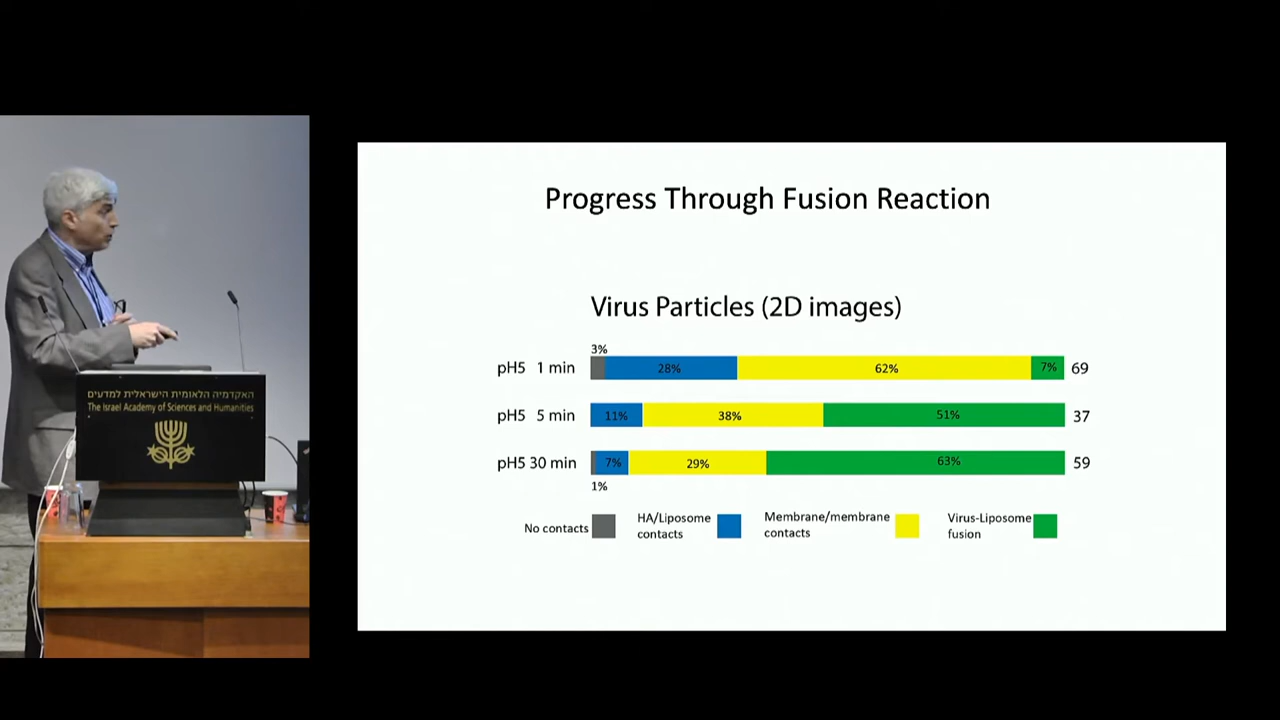 האקדמיה הלאומית הישראלית למדעים
The Israel Academy of Sciences and Humanities
Progress Through Fusion Reaction
Virus Particles (2D images)
3%
pH5 1 min 28% 62% 7% 69
pH5 5 min 11% 38% 51% 37
pH5 30 min 7% 29% 63% 59
1%
No contacts
HA/Liposome
contacts
Membrane/membrane
contacts
Virus-Liposome
fusion